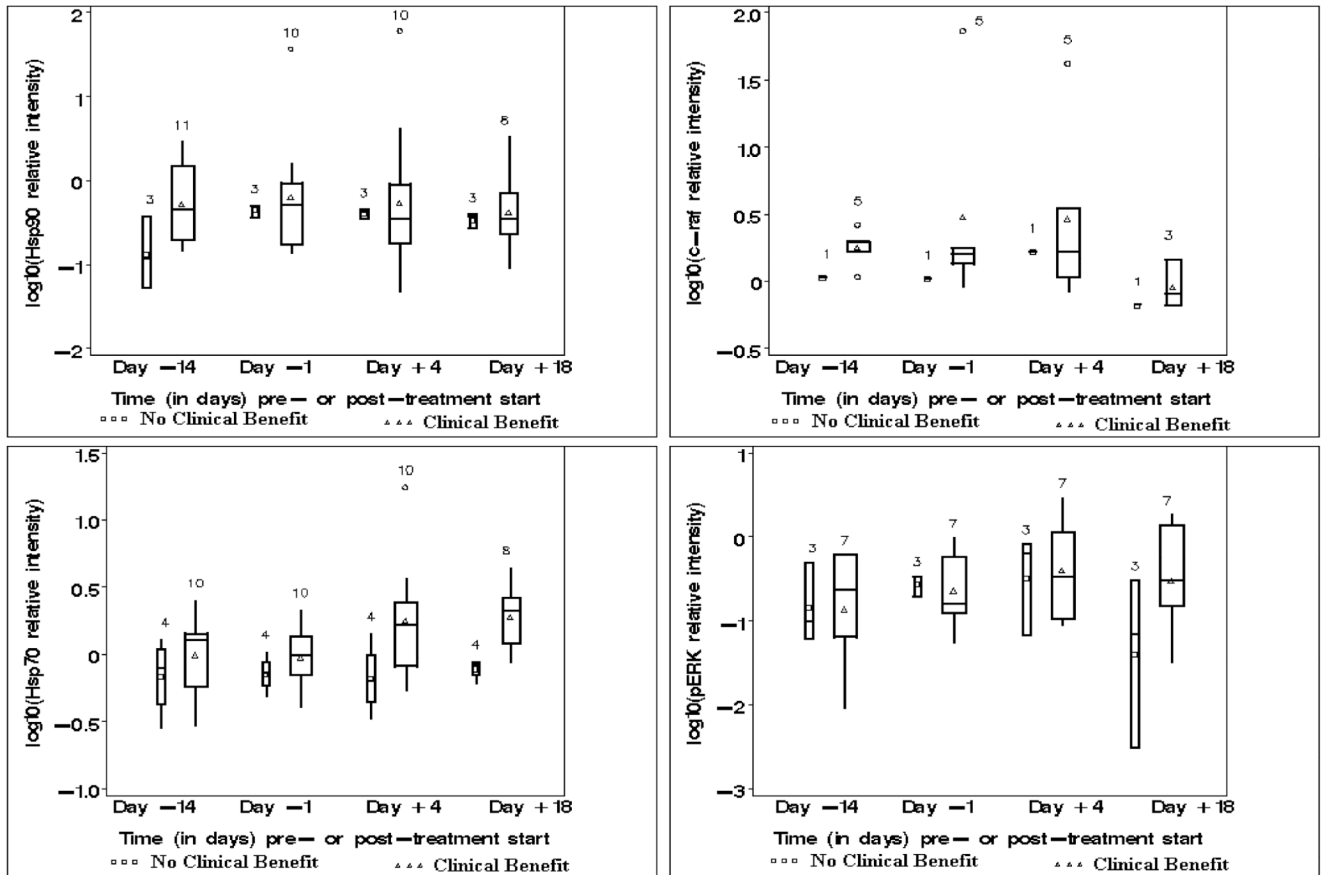 log10(Hsp90 relative intensity)
2
1
0
−1
−2
3
11
3
10
3
10
3
8
Day −14
Day −1
Day +4
Day +18
Time (in days) pre− or post−treatment start
No Clinical Benefit
Clinical Benefit
log10(c−raf relative intensity)
2.0
1.5
1.0
0.5
0.0
−0.5
1
5
1
5
1
5
1
3
Day −14
Day −1
Day +4
Day +18
Time (in days) pre− or post−treatment start
No Clinical Benefit
Clinical Benefit
log10(Hsp70 relative intensity)
1.5
1.0
0.5
0.0
−0.5
−1.0
4
10
4
10
4
10
4
8
Day −14
Day −1
Day +4
Day +18
Time (in days) pre− or post−treatment start
No Clinical Benefit
Clinical Benefit
log10(pERK relative intensity)
1
0
−1
−2
−3
3
7
3
7
3
7
3
7
Day −14
Day −1
Day +4
Day +18
Time (in days) pre− or post−treatment start
No Clinical Benefit
Clinical Benefit